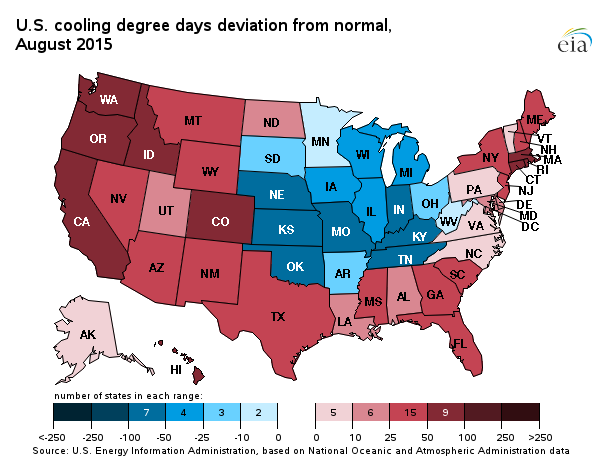 U.S. cooling degree days deviation from normal,
August 2015
eia
WA
MT
ND
MN
ME
OR
ID
WY
SD
WI
MI
NY
VT
NH
MA
RI
CT
NJ
DE
MD
DC
NV
UT
CO
NE
IA
IL
IN
OH
PA
WV
VA
CA
KS
MO
KY
NC
AZ
NM
OK
AR
TN
SC
TX
LA
MS
AL
GA
FL
AK
HI
number of states in each range:
7 4 3 2 5 6 15 9
<-250 -250 -100 -50 -25 -10 0 0 10 25 50 100 250 >250
Source: U.S. Energy Information Administration, based on National Oceanic and Atmospheric Administration data